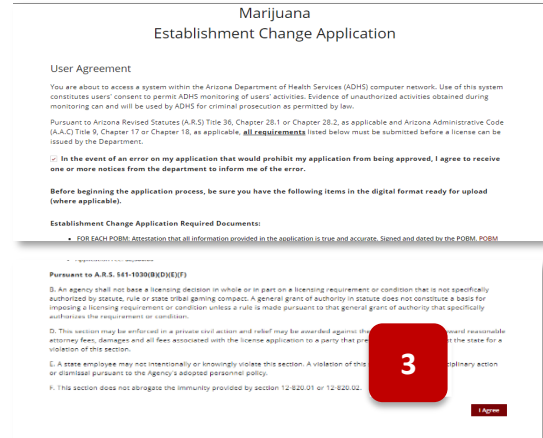 Marijuana
Establishment Change Application
User Agreement
You are about to access a system within the Arizona Department of Health Services (ADHS) computer network. Use of this system
constitutes users' consent to permit ADHS monitoring of users' activities. Evidence of unauthorized activities obtained during
monitoring can and will be used by ADHS for criminal prosecution as permitted by law.
Pursuant to Arizona Revised Statutes (A.R.S) Title 36, Chapter 28.1 or Chapter 28.2, as applicable and Arizona Administrative Code
(A.A.C) Title 9, Chapter 17 or Chapter 18, as applicable, all requirements listed below must be submitted before a license can be
issued by the Department.
In the event of an error on my application that would prohibit my application from being approved, I agree to receive
one or more notices from the department to inform me of the error.
Before beginning the application process, be sure you have the following items in the digital format ready for upload
(where applicable).
Establishment Change Application Required Documents:
• FOR EACH POBM: Attestation that all information provided in the application is true and accurate. Signed and dated by the POBM. POBM
Pursuant to A.R.S. §41-1030(B)(D)(E)(F)
B. An agency shall not base a licensing decision in whole or in part on a licensing requirement or condition that is not specifically
authorized by statute, rule or state tribal gaming compact. A general grant of authority in statute does not constitute a basis for
imposing a licensing requirement or condition unless a rule is made pursuant to that general grant of authority that specifically
authorizes the requirement or condition.
D. This section may be enforced in a private civil action and relief may be awarded against the ward reasonable
attorney fees, damages and all fees associated with the license application to a party that the state for a
violation of this section.
E. A state employee may not intentionally or knowingly violate this section. A violation of this disciplinary action
or dismissal pursuant to the Agency's adopted personnel policy.
F. This section does not abrogate the immunity provided by section 12-820.01 or 12-820.02.
3
I Agree